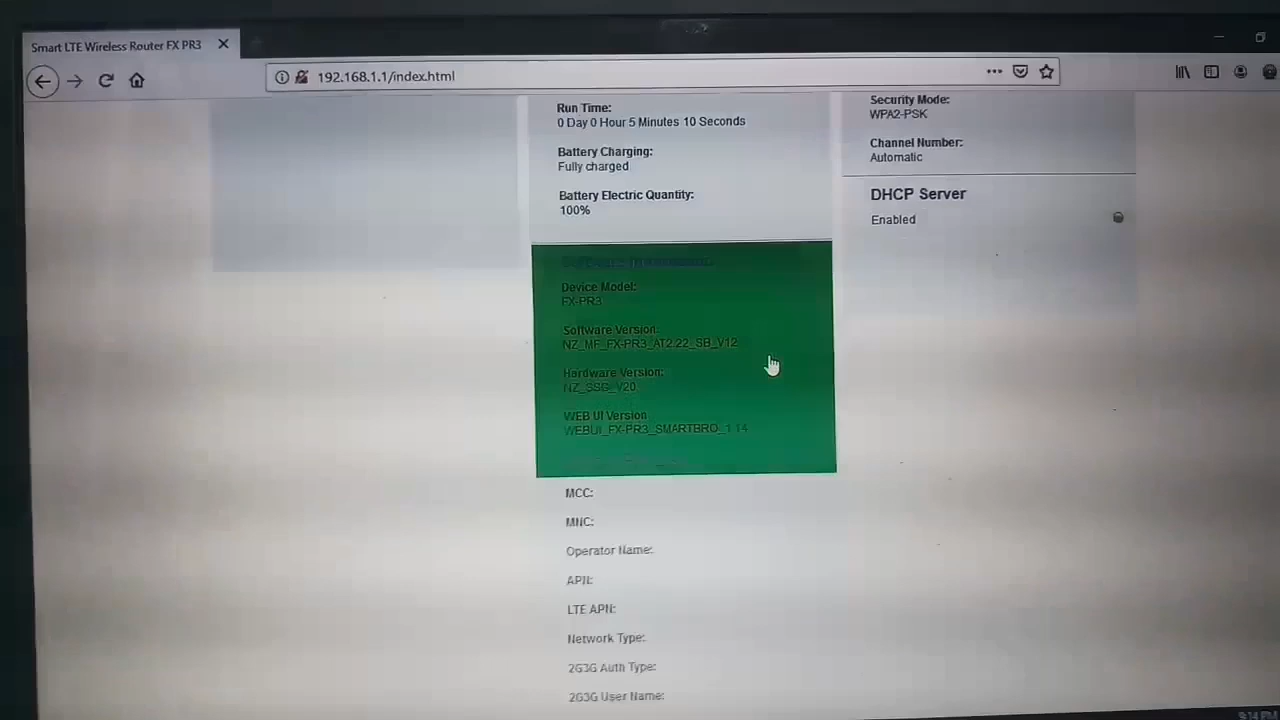 Smart LTE Wireless Router FX PR3
192.168.1.1/index.html
Run Time:
0 Day 0 Hour 5 Minutes 10 Seconds
Battery Charging:
Fully charged
Battery Electric Quantity:
100%
Security Mode:
WPA2-PSK
Channel Number:
Automatic
DHCP Server
Enabled
Device Model:
FX-PR3
Software Version:
NZ_MF_FX-PR3_AT2.22_SB_V12
Hardware Version:
NZ_SSG_V20
WEB UI Version
WEBUI_FX-PR3_SMARTBRO_1.14
MCC:
MNC:
Operator Name:
APN:
LTE APN:
Network Type:
2G3G Auth Type:
2G3G User Name: